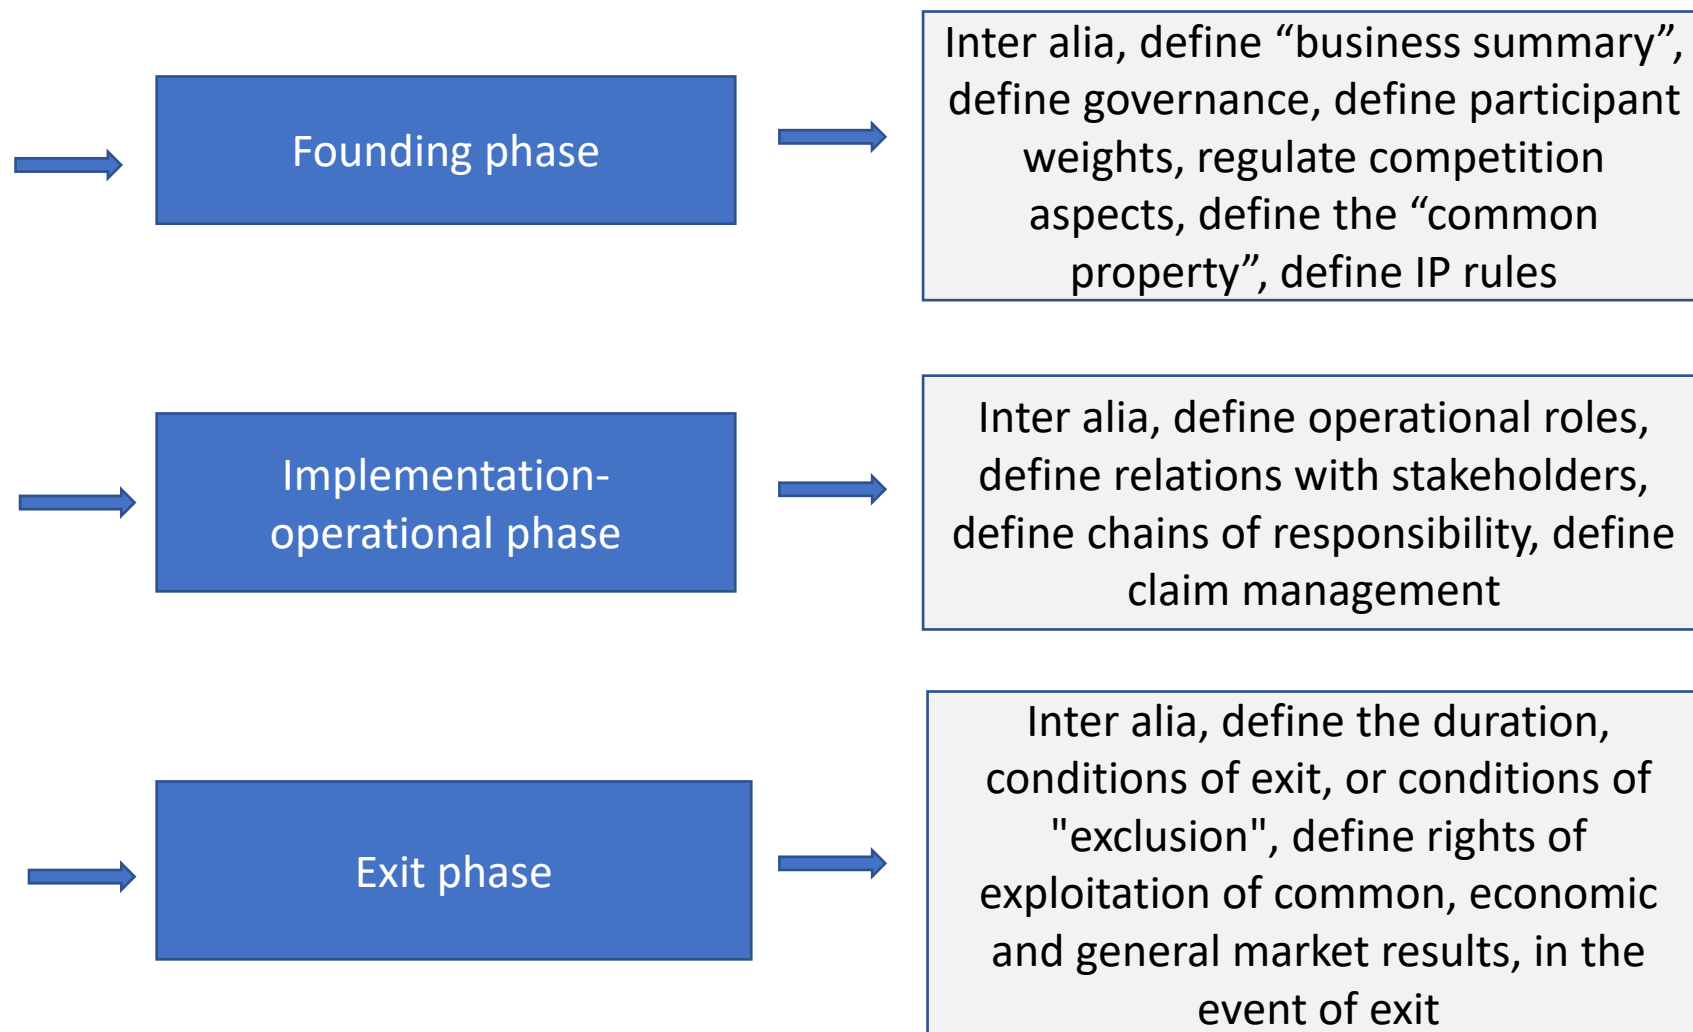 Founding phase
Inter alia, define “business summary”,
define governance, define participant
weights, regulate competition
aspects, define the “common
property”, define IP rules
Implementation-
operational phase
Inter alia, define operational roles,
define relations with stakeholders,
define chains of responsibility, define
claim management
Exit phase
Inter alia, define the duration,
conditions of exit, or conditions of
"exclusion", define rights of
exploitation of common, economic
and general market results, in the
event of exit